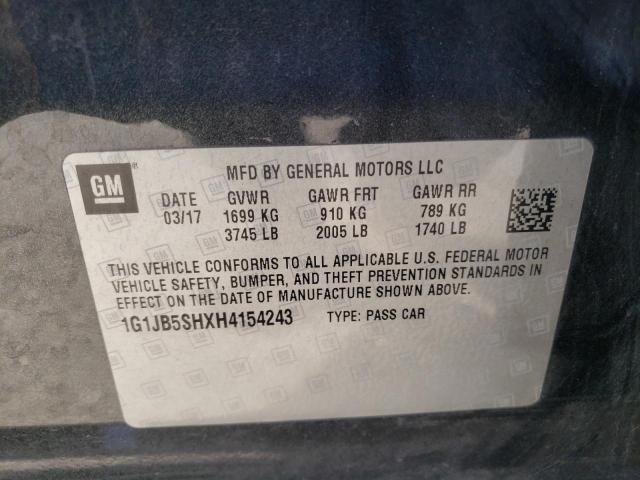 GM
MFD BY GENERAL MOTORS LLC
DATE GVWR GAWR FRT GAWR RR
03/17 1699 KG 910 KG 789 KG
3745 LB 2005 LB 1740 LB
THIS VEHICLE CONFORMS TO ALL APPLICABLE U.S. FEDERAL MOTOR
VEHICLE SAFETY, BUMPER, AND THEFT PREVENTION STANDARDS IN
EFFECT ON THE DATE OF MANUFACTURE SHOWN ABOVE.
1G1JB5SHXH4154243 TYPE: PASS CAR